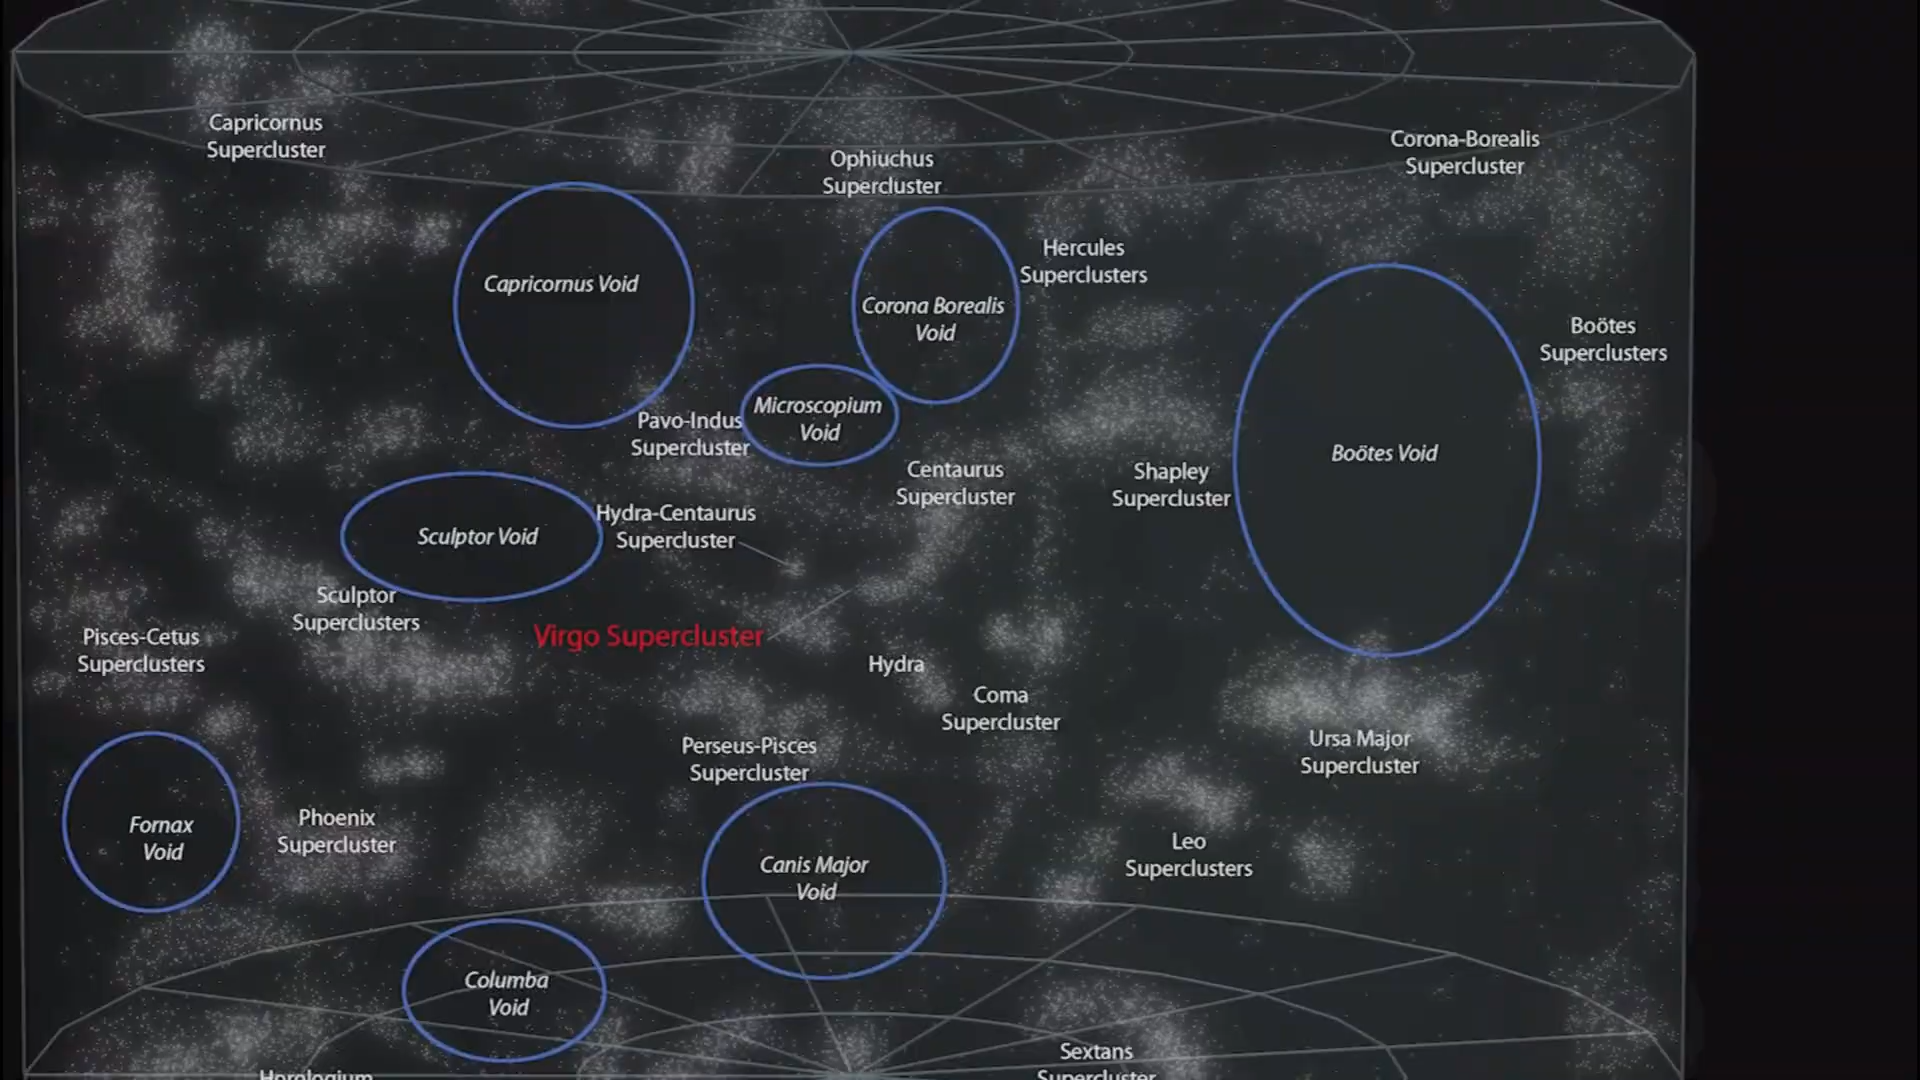 Capricornus
Supercluster
Ophiuchus
Supercluster
Corona-Borealis
Supercluster
Hercules
Superclusters
Capricornus Void
Corona Borealis
Void
Boötes
Superclusters
Microscopium
Void
Pavo-Indus
Supercluster
Boötes Void
Centaurus
Supercluster
Shapley
Supercluster
Sculptor Void
Hydra-Centaurus
Supercluster
Sculptor
Superclusters
Virgo Supercluster
Pisces-Cetus
Superclusters
Hydra
Coma
Supercluster
Perseus-Pisces
Supercluster
Ursa Major
Supercluster
Fornax
Void
Phoenix
Supercluster
Canis Major
Void
Leo
Superclusters
Columba
Void
Sextans
Supercluster
Horologium